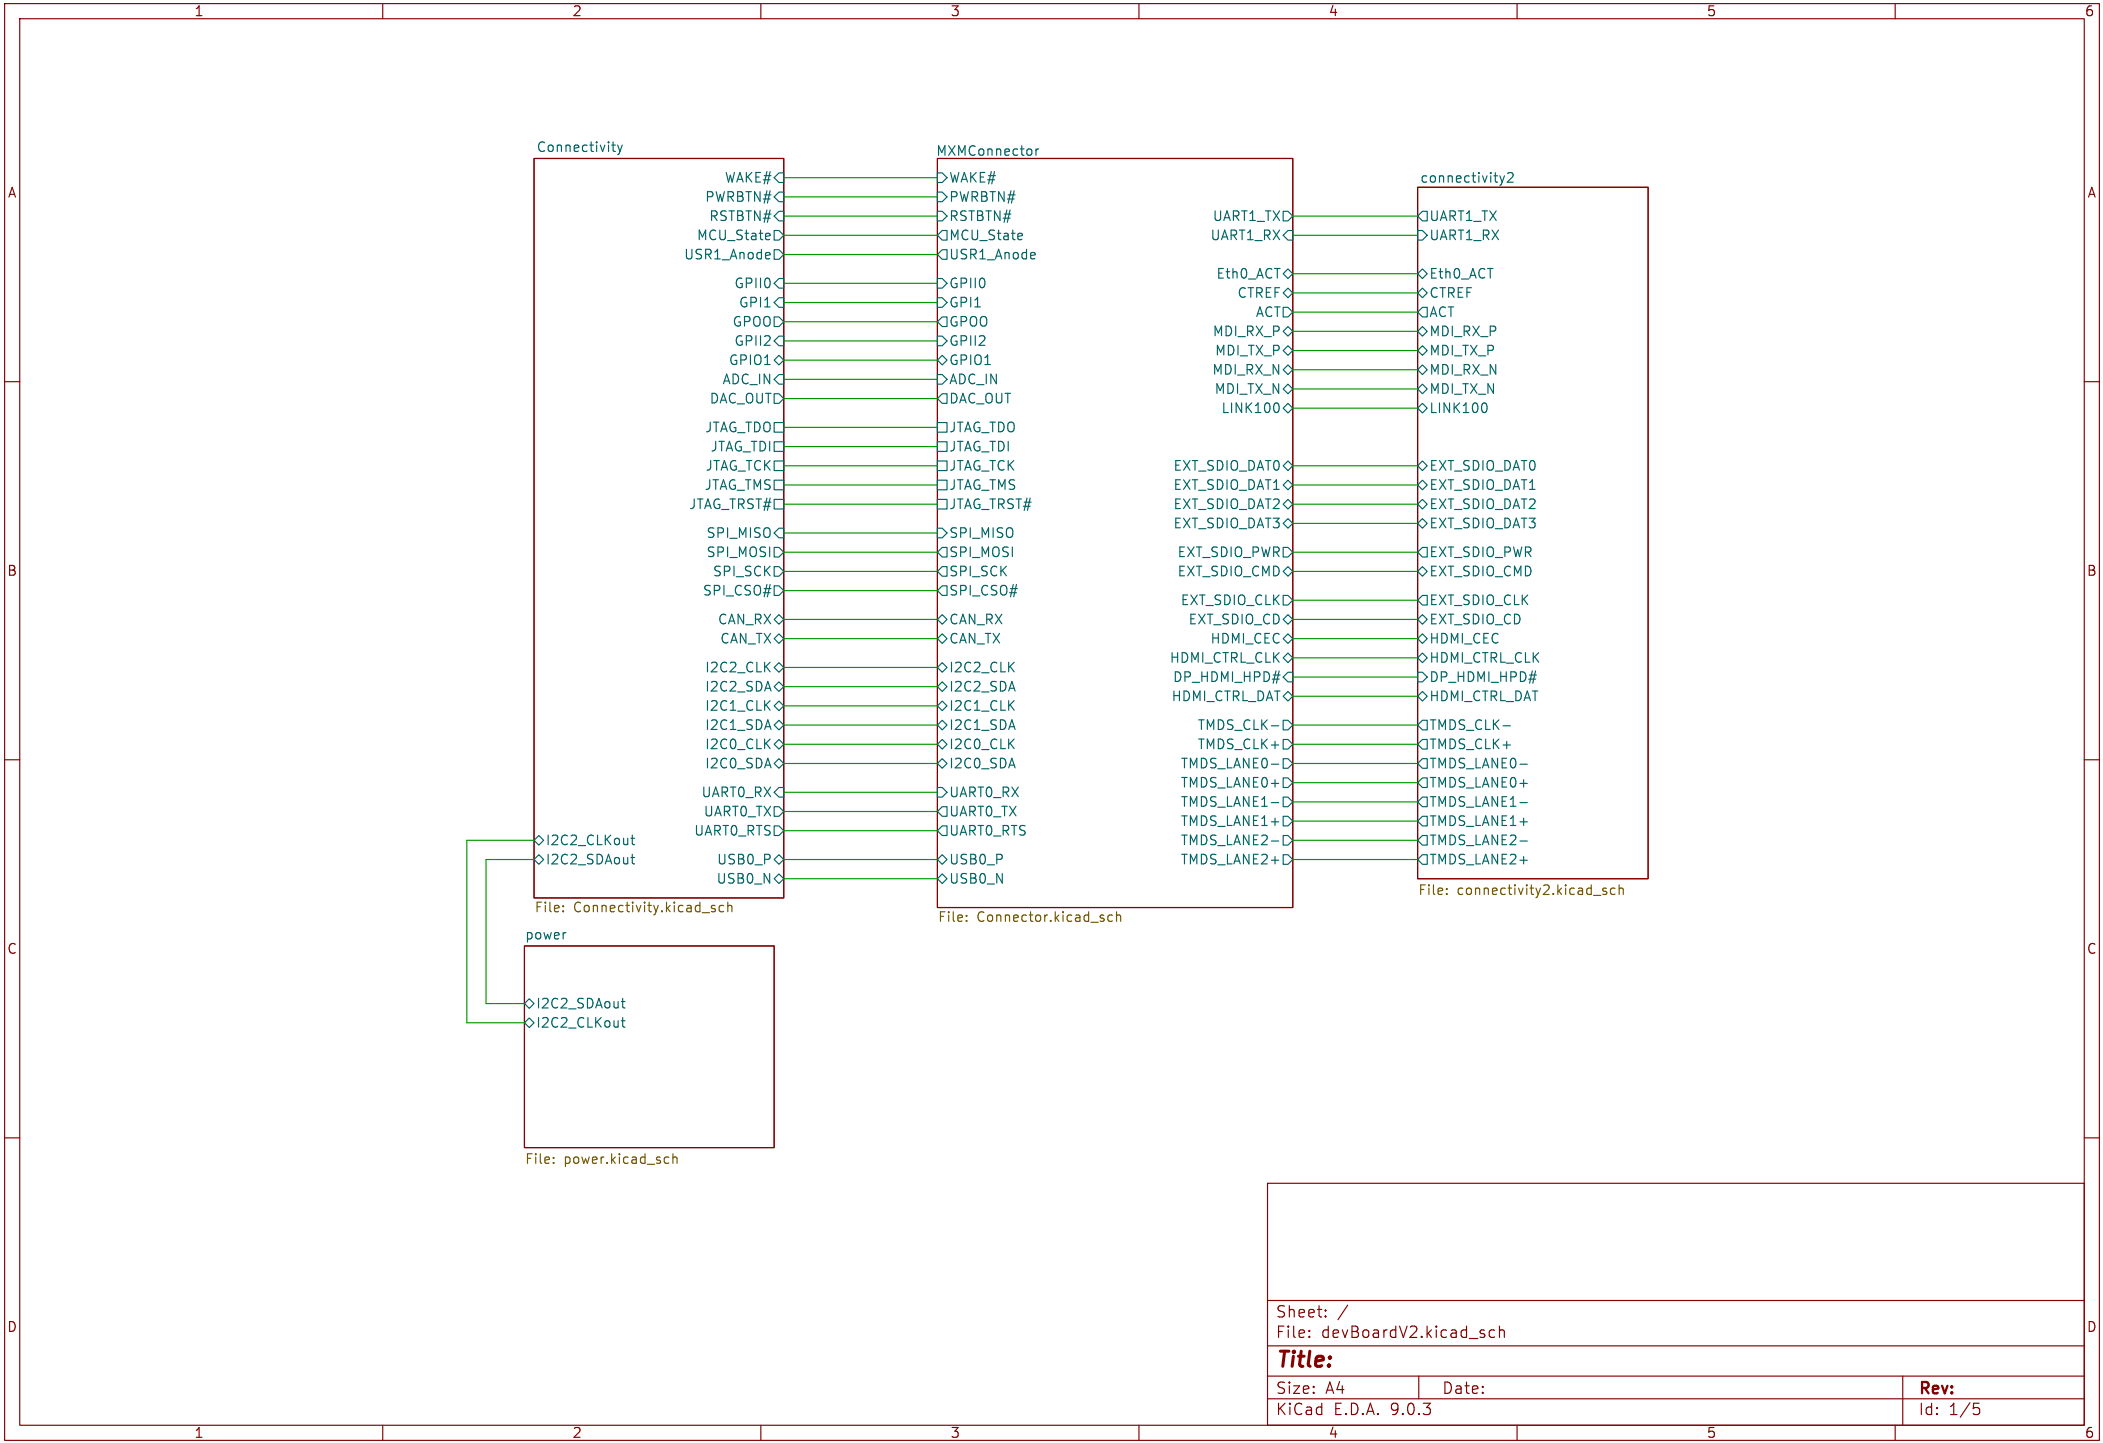 1 2 3 4 5 6
A A
B B
C C
D D
Connectivity
WAKE#
PWRBTN#
RSTBTN#
MCU_State
USR1_Anode
GPII0
GPI1
GPOO
GPII2
GPIO1
ADC_IN
DAC_OUT
JTAG_TDO
JTAG_TDI
JTAG_TCK
JTAG_TMS
JTAG_TRST#
SPI_MISO
SPI_MOSI
SPI_SCK
SPI_CSO#
CAN_RX
CAN_TX
I2C2_CLK
I2C2_SDA
I2C1_CLK
I2C1_SDA
I2C0_CLK
I2C0_SDA
UART0_RX
UART0_TX
UART0_RTS
I2C2_CLKout
I2C2_SDAout
USB0_P
USB0_N
File: Connectivity.kicad_sch
MXMConnector
WAKE#
PWRBTN#
RSTBTN#
MCU_State
USR1_Anode
GPII0
GPI1
GPOO
GPII2
GPIO1
ADC_IN
DAC_OUT
JTAG_TDO
JTAG_TDI
JTAG_TCK
JTAG_TMS
JTAG_TRST#
SPI_MISO
SPI_MOSI
SPI_SCK
SPI_CSO#
CAN_RX
CAN_TX
I2C2_CLK
I2C2_SDA
I2C1_CLK
I2C1_SDA
I2C0_CLK
I2C0_SDA
UART0_RX
UART0_TX
UART0_RTS
USB0_P
USB0_N
UART1_TX
UART1_RX
Eth0_ACT
CTREF
ACT
MDI_RX_P
MDI_TX_P
MDI_RX_N
MDI_TX_N
LINK100
EXT_SDIO_DAT0
EXT_SDIO_DAT1
EXT_SDIO_DAT2
EXT_SDIO_DAT3
EXT_SDIO_PWR
EXT_SDIO_CMD
EXT_SDIO_CLK
EXT_SDIO_CD
HDMI_CEC
HDMI_CTRL_CLK
DP_HDMI_HPD#
HDMI_CTRL_DAT
TMDS_CLK-
TMDS_CLK+
TMDS_LANE0-
TMDS_LANE0+
TMDS_LANE1-
TMDS_LANE1+
TMDS_LANE2-
TMDS_LANE2+
File: Connector.kicad_sch
connectivity2
UART1_TX
UART1_RX
Eth0_ACT
CTREF
ACT
MDI_RX_P
MDI_TX_P
MDI_RX_N
MDI_TX_N
LINK100
EXT_SDIO_DAT0
EXT_SDIO_DAT1
EXT_SDIO_DAT2
EXT_SDIO_DAT3
EXT_SDIO_PWR
EXT_SDIO_CMD
EXT_SDIO_CLK
EXT_SDIO_CD
HDMI_CEC
HDMI_CTRL_CLK
DP_HDMI_HPD#
HDMI_CTRL_DAT
TMDS_CLK-
TMDS_CLK+
TMDS_LANE0-
TMDS_LANE0+
TMDS_LANE1-
TMDS_LANE1+
TMDS_LANE2-
TMDS_LANE2+
File: connectivity2.kicad_sch
power
I2C2_SDAout
I2C2_CLKout
File: power.kicad_sch
Sheet: /
File: devBoardV2.kicad_sch
Title:
Size: A4 Date: Rev:
KiCad E.D.A. 9.0.3 Id: 1/5
1 2 3 4 5 6